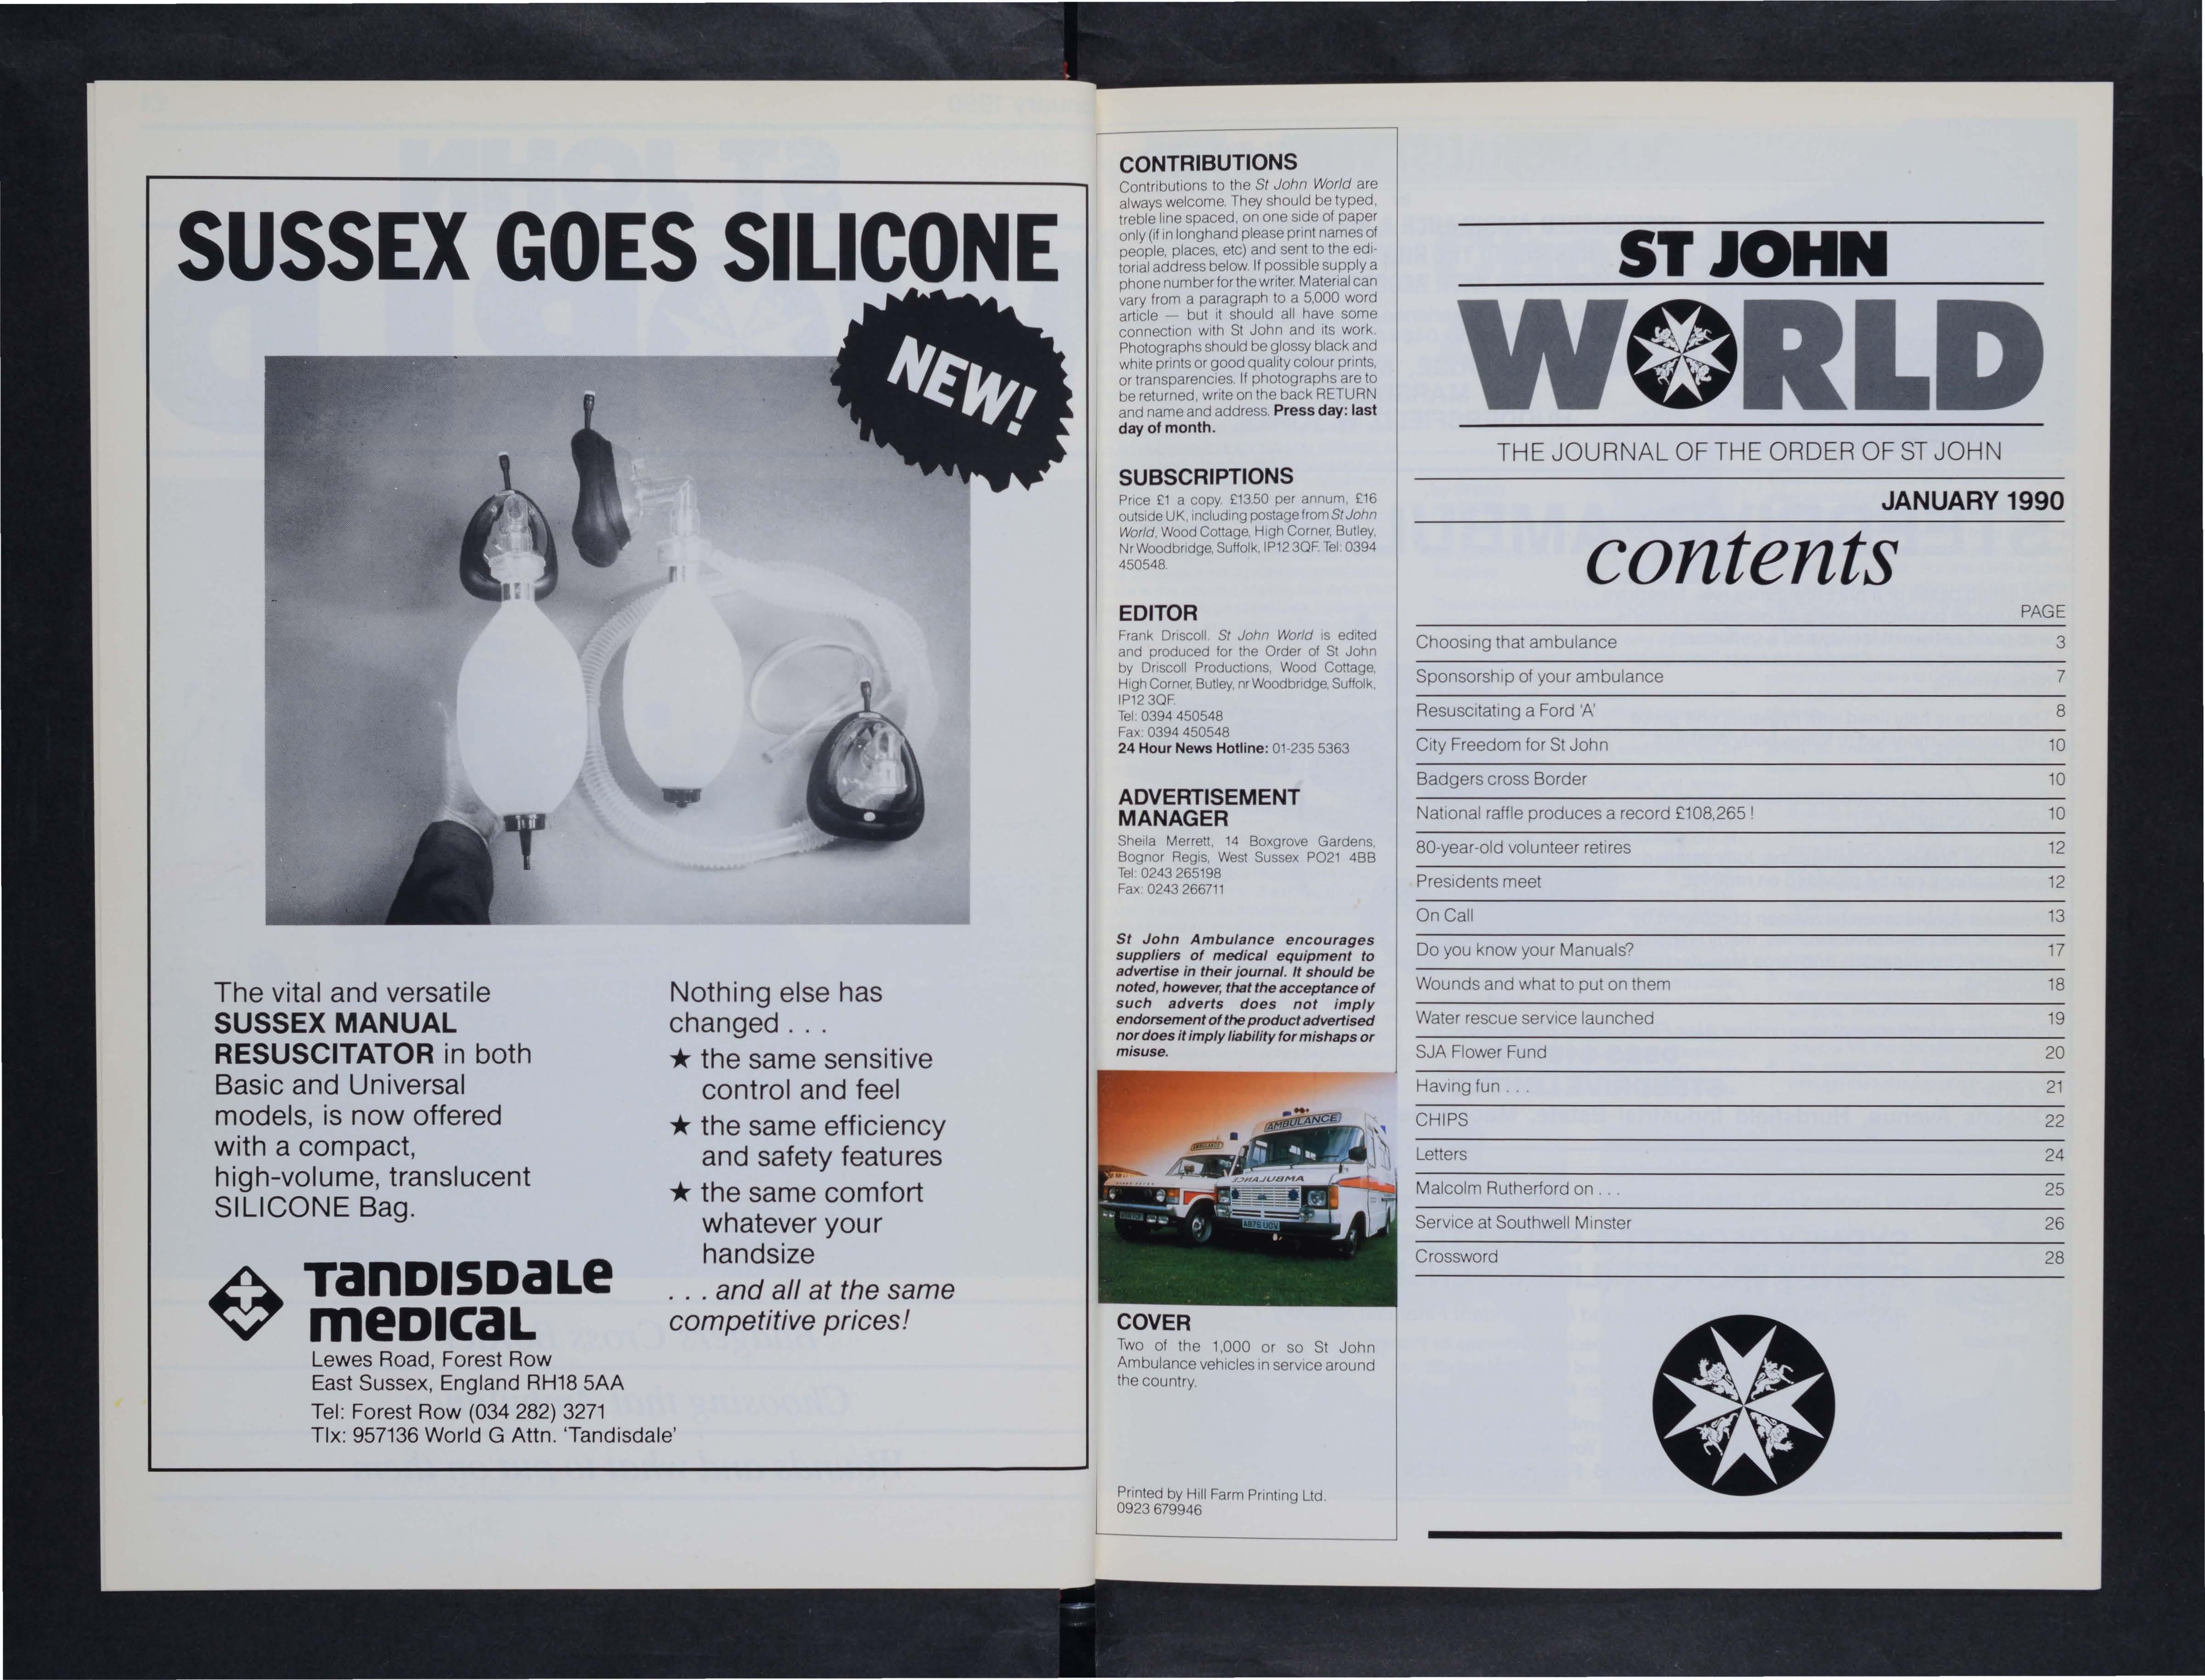 SUSSEX GOES SILICONE
NEW!
The vital and versatile
SUSSEX MANUAL
RESUSCITATOR in both
Basic and Universal
models, is now offered
with a compact,
high-volume, translucent
SILICONE Bag.
Nothing else has
changed . . .
★ the same sensitive
control and feel
★ the same efficiency
and safety features
★ the same comfort
whatever your
handsize
. . . and all at the same
competitive prices!
TANDISDALE
MEDICAL
Lewes Road, Forest Row
East Sussex, England RH18 5AA
Tel: Forest Row (034 282) 3271
Tlx: 957136 World G Attn. ‘Tandisdale’
CONTRIBUTIONS
Contributions to the St John World are
always welcome. They should be typed,
treble line spaced, on one side of paper
only (if in longhand please print names of
people, places, etc) and sent to the edi-
torial address below. If possible supply a
phone number for the writer. Material can
vary from a paragraph to a 5,000 word
article — but it should all have some
connection with St John and its work.
Photographs should be glossy black and
white prints or good quality colour prints,
or transparencies. If photographs are to
be returned, write on the back RETURN
and name and address. Press day: last
day of month.
SUBSCRIPTIONS
Price £1 a copy. £13.50 per annum, £16
outside UK, including postage from St John
World, Wood Cottage, High Corner, Butley,
Nr Woodbridge, Suffolk, IP12 3QF. Tel: 0394
450548.
EDITOR
Frank Driscoll. St John World is edited
and produced for the Order of St John
by Driscoll Productions, Wood Cottage,
High Corner, Butley, nr Woodbridge, Suffolk,
IP12 3QF.
Tel: 0394 450548
Fax: 0394 450548
24 Hour News Hotline: 01-235 5363
ADVERTISEMENT
MANAGER
Sheila Merrett, 14 Boxgrove Gardens,
Bognor Regis, West Sussex PO21 4BB
Tel: 0243 265198
Fax: 0243 266711
St John Ambulance encourages
suppliers of medical equipment to
advertise in their journal. It should be
noted, however, that the acceptance of
such adverts does not imply
endorsement of the product advertised
nor does it imply liability for mishaps or
misuse.
AMBULANCE
AMBULANCE
AMBULANCE
A876 UGV
COVER
Two of the 1,000 or so St John
Ambulance vehicles in service around
the country.
Printed by Hill Farm Printing Ltd.
0923 679946
ST JOHN
WORLD
THE JOURNAL OF THE ORDER OF ST JOHN
JANUARY 1990
contents
PAGE
Choosing that ambulance 3
Sponsorship of your ambulance 7
Resuscitating a Ford ‘A’ 8
City Freedom for St John 10
Badgers cross Border 10
National raffle produces a record £108,265! 10
80-year-old volunteer retires 12
Presidents meet 12
On Call 13
Do you know your Manuals? 17
Wounds and what to put on them 18
Water rescue service launched 19
SJA Flower Fund 20
Having fun . . . 21
CHIPS 22
Letters 24
Malcolm Rutherford on . . . 25
Service at Southwell Minster 26
Crossword 28